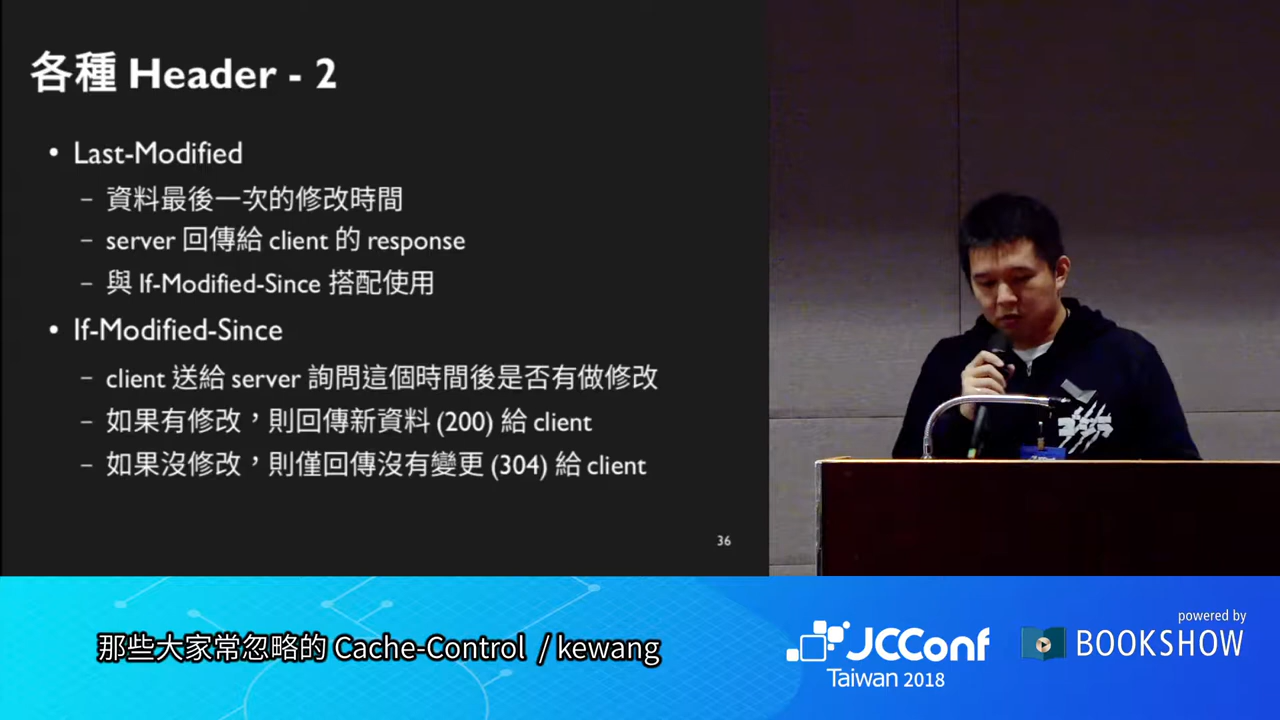 各種 Header - 2
• Last-Modified
– 資料最後一次的修改時間
– server 回傳給 client 的 response
– 與 If-Modified-Since 搭配使用
• If-Modified-Since
– client 送給 server 詢問這個時間後是否有做修改
– 如果有修改，則回傳新資料 (200) 給 client
– 如果沒修改，則僅回傳沒有變更 (304) 給 client
36
那些大家常忽略的 Cache-Control / kewang
JCConf
Taiwan 2018
powered by
BOOKSHOW